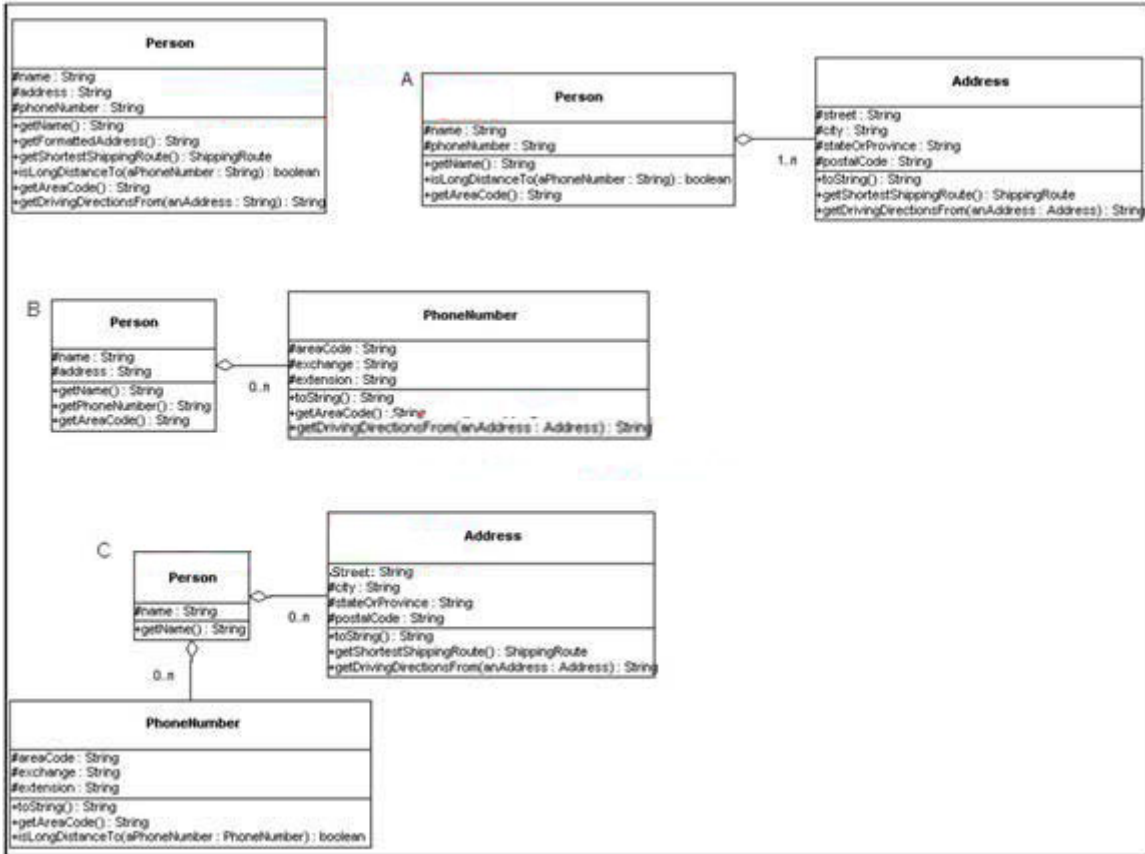 Person
#name : String
#address : String
#phoneNumber : String
+getName() : String
+getFormattedAddress() : String
+getShortestShippingRoute() : ShippingRoute
+isLongDistanceTo(aPhoneNumber : String) : boolean
+getAreaCode() : String
+getDrivingDirectionsFrom(anAddress : String) : String
A
Person
#name : String
#phoneNumber : String
+getName() : String
+isLongDistanceTo(aPhoneNumber : String) : boolean
+getAreaCode() : String
1..n
Address
#street : String
#city : String
#stateOrProvince : String
#postalCode : String
+toString() : String
+getShortestShippingRoute() : ShippingRoute
+getDrivingDirectionsFrom(anAddress : Address) : String
B
Person
#name : String
#address : String
+getName() : String
+getPhoneNumber() : String
+getAreaCode() : String
0..n
PhoneNumber
#areaCode : String
#exchange : String
#extension : String
+toString() : String
+getAreaCode() : String
+getDrivingDirectionsFrom(anAddress : Address) : String
C
Person
#name : String
+getName() : String
0..n
Address
Street : String
#city : String
#stateOrProvince : String
#postalCode : String
+toString() : String
+getShortestShippingRoute() : ShippingRoute
+getDrivingDirectionsFrom(anAddress : Address) : String
0..n
PhoneNumber
#areaCode : String
#exchange : String
#extension : String
+toString() : String
+getAreaCode() : String
+isLongDistanceTo(aPhoneNumber : PhoneNumber) : boolean